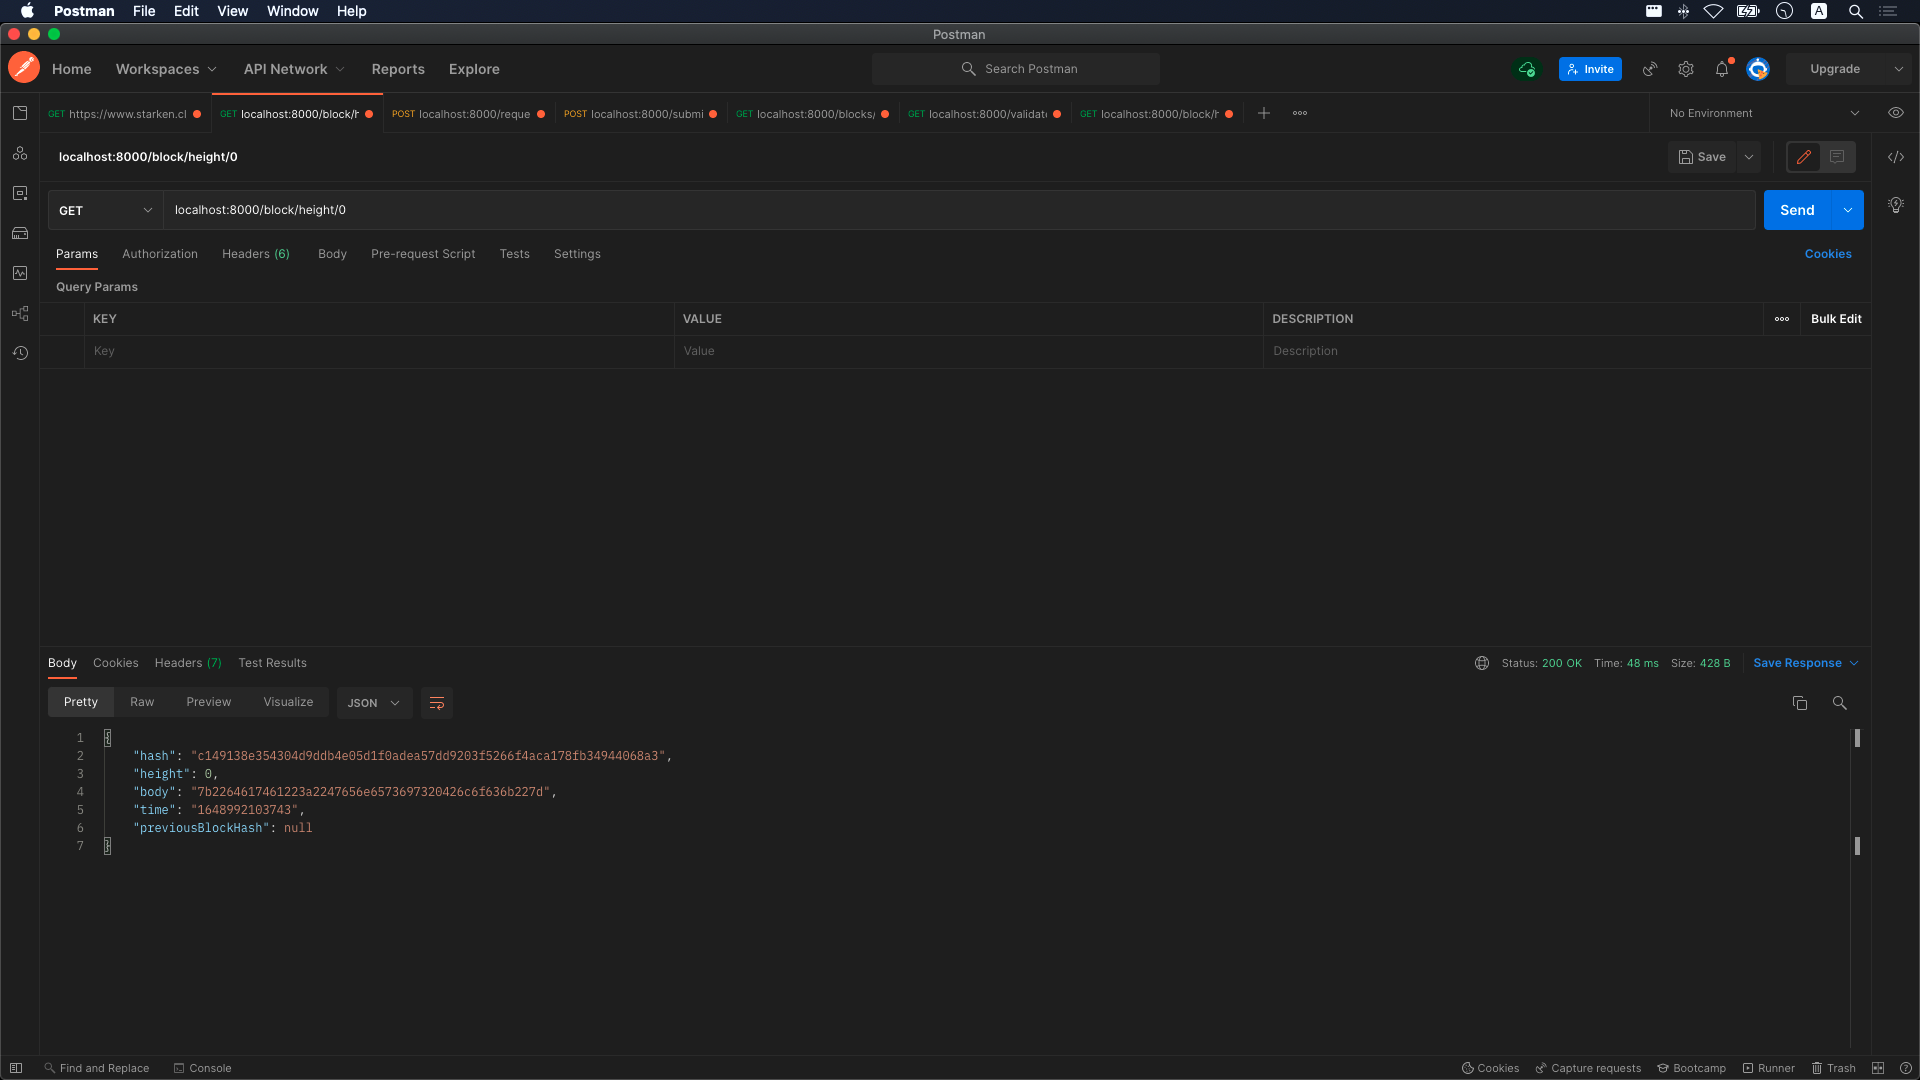 Postman File Edit View Window Help
A
Postman
Home Workspaces API Network Reports Explore
Search Postman
Invite
Upgrade
GET https://www.starken.cl
GET localhost:8000/block/h
POST localhost:8000/reque
POST localhost:8000/submi
GET localhost:8000/blocks/
GET localhost:8000/validat
GET localhost:8000/block/h
No Environment
localhost:8000/block/height/0
Save
GET localhost:8000/block/height/0
Send
Params Authorization Headers (6) Body Pre-request Script Tests Settings
Cookies
Query Params
KEY VALUE DESCRIPTION Bulk Edit
Key Value Description
Body Cookies Headers (7) Test Results
Status: 200 OK Time: 48 ms Size: 428 B Save Response
Pretty Raw Preview Visualize JSON
1 {
2 "hash": "c149138e354304d9ddb4e05d1f0adea57dd9203f5266f4aca178fb34944068a3",
3 "height": 0,
4 "body": "7b2264617461223a2247656e6573697320426c6f636b227d",
5 "time": "1648992103743",
6 "previousBlockHash": null
7 }
Find and Replace Console
Cookies Capture requests Bootcamp Runner Trash